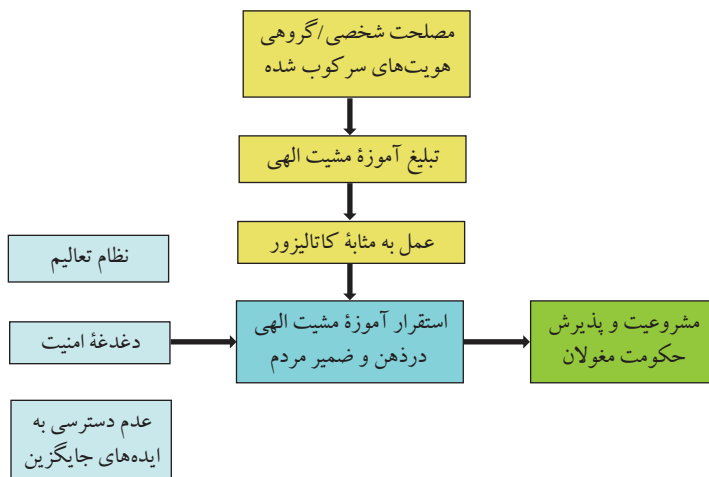 مصلحت شخصی/گروهی
هویت‌های سرکوب شده
تبلیغ آموزهٔ مشیت الهی
عمل به مثابهٔ کاتالیزور
نظام تعالیم
دغدغهٔ امنیت
عدم دسترسی به
ایده‌های جایگزین
استقرار آموزهٔ مشیت الهی
درذهن و ضمیر مردم
مشروعیت و پذیرش
حکومت مغولان